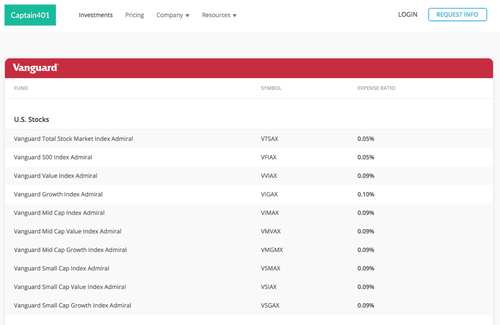 Captain401 Investments Pricing Company Resources LOGIN REQUEST INFO
Vanguard
FUND SYMBOL EXPENSE RATIO
U.S. Stocks
Vanguard Total Stock Market Index Admiral VTSAX 0.05%
Vanguard 500 Index Admiral VFIAX 0.05%
Vanguard Value Index Admiral VVIAX 0.09%
Vanguard Growth Index Admiral VIGAX 0.10%
Vanguard Mid Cap Index Admiral VIMAX 0.09%
Vanguard Mid Cap Value Index Admiral VMVAX 0.09%
Vanguard Mid Cap Growth Index Admiral VMGMX 0.09%
Vanguard Small Cap Index Admiral VSMAX 0.09%
Vanguard Small Cap Value Index Admiral VSIAX 0.09%
Vanguard Small Cap Growth Index Admiral VSGAX 0.09%